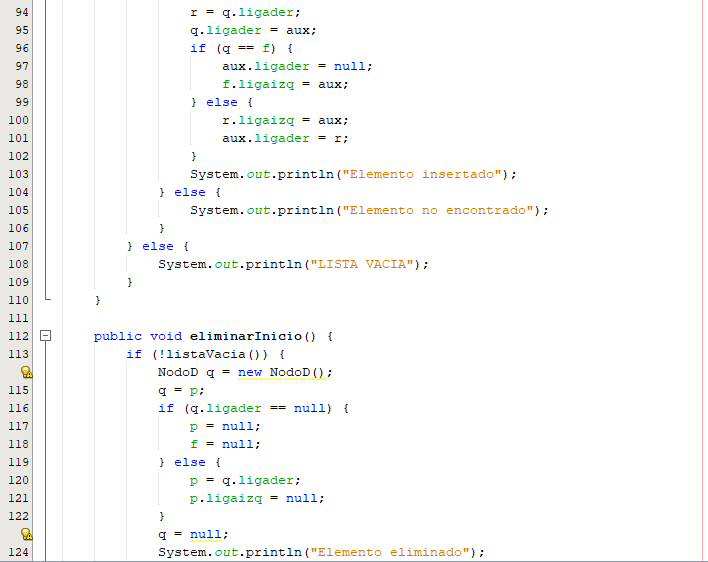 94 r = q.ligader;
95 q.ligader = aux;
96 if (q == f) {
97 aux.ligader = null;
98 f.ligaizq = aux;
99 } else {
100 r.ligaizq = aux;
101 aux.ligader = r;
102 }
103 System.out.println("Elemento insertado");
104 } else {
105 System.out.println("Elemento no encontrado");
106 }
107 } else {
108 System.out.println("LISTA VACIA");
109 }
110 }
111
112 public void eliminarInicio() {
113 if (!listaVacia()) {
NodoD q = new NodoD();
115 q = p;
116 if (q.ligader == null) {
117 p = null;
118 f = null;
119 } else {
120 p = q.ligader;
121 p.ligaizq = null;
122 }
q = null;
124 System.out.println("Elemento eliminado");